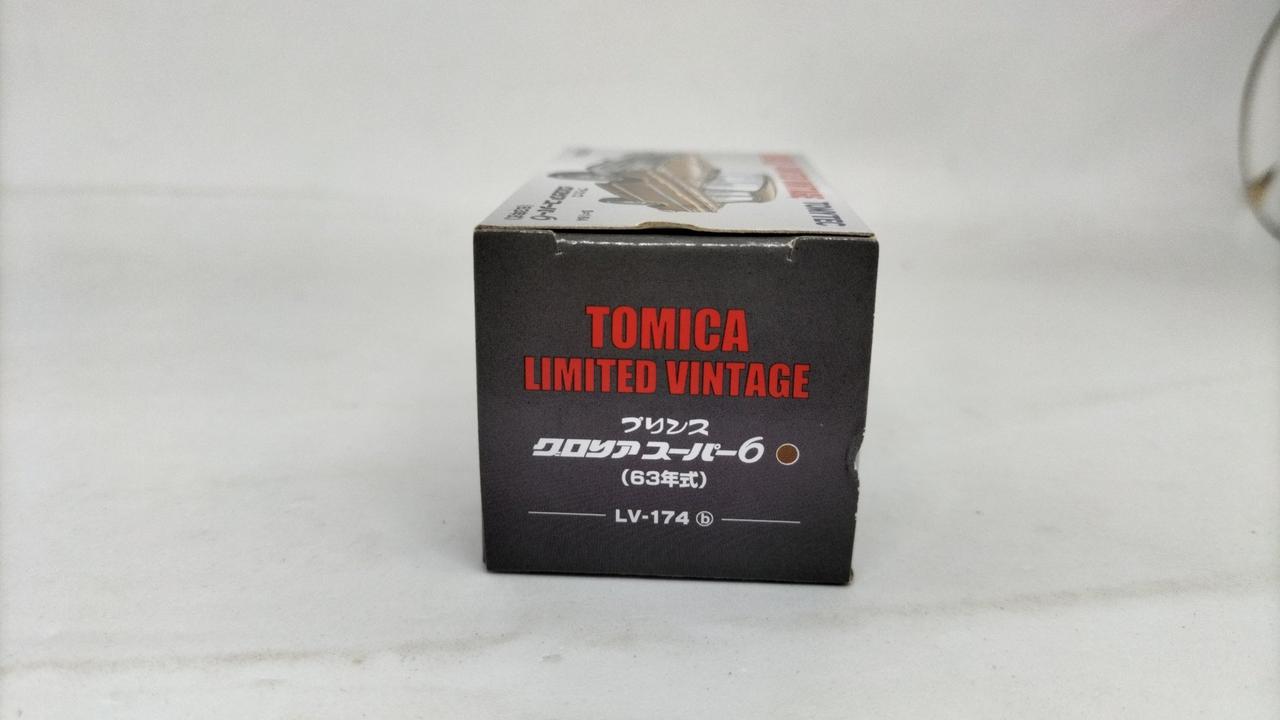 TOMYTEC
TOMICA
LIMITED VINTAGE
プリンス
グロリア スーパー6
(63年式)
LV-174 ⓑ